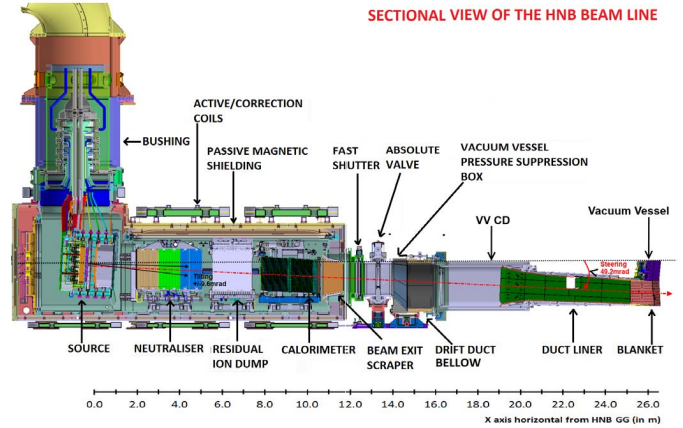 SECTIONAL VIEW OF THE HNB BEAM LINE
ACTIVE/CORRECTION
COILS
BUSHING
PASSIVE MAGNETIC
SHIELDING
FAST
SHUTTER
ABSOLUTE
VALVE
VACUUM VESSEL
PRESSURE SUPPRESSION
BOX
VV CD
Vacuum Vessel
Steering
49.2mrad
Tilting
+/-9.6mrad
SOURCE
NEUTRALISER
RESIDUAL
ION DUMP
CALORIMETER
BEAM EXIT
SCRAPER
DRIFT DUCT
BELLOW
DUCT LINER
BLANKET
0.0 2.0 4.0 6.0 8.0 10.0 12.0 14.0 16.0 18.0 20.0 22.0 24.0 26.0
X axis horizontal from HNB GG (in m)